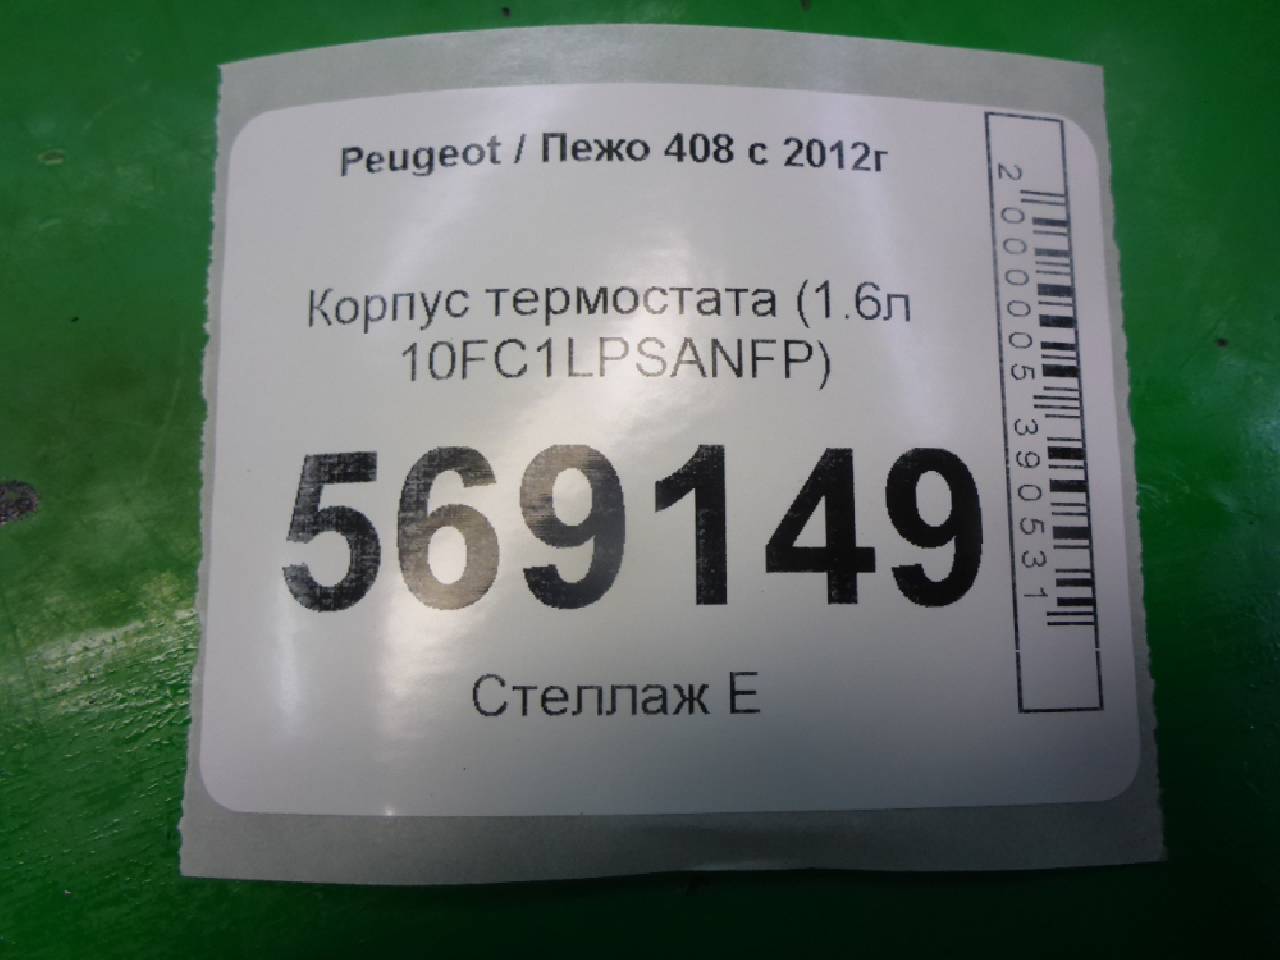 Peugeot / Пежо 408 с 2012г
Корпус термостата (1.6л
10FC1LPSANFP)
569149
Стеллаж Е
2000005390531